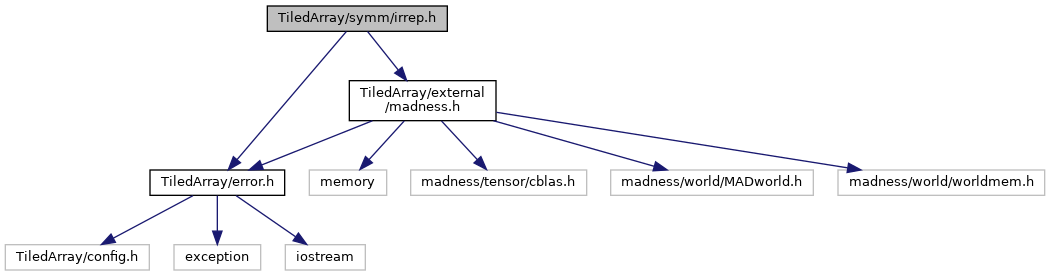 TiledArray/symm/irrep.h
TiledArray/external
/madness.h
TiledArray/error.h
memory
madness/tensor/cblas.h
madness/world/MADworld.h
madness/world/worldmem.h
TiledArray/config.h
exception
iostream